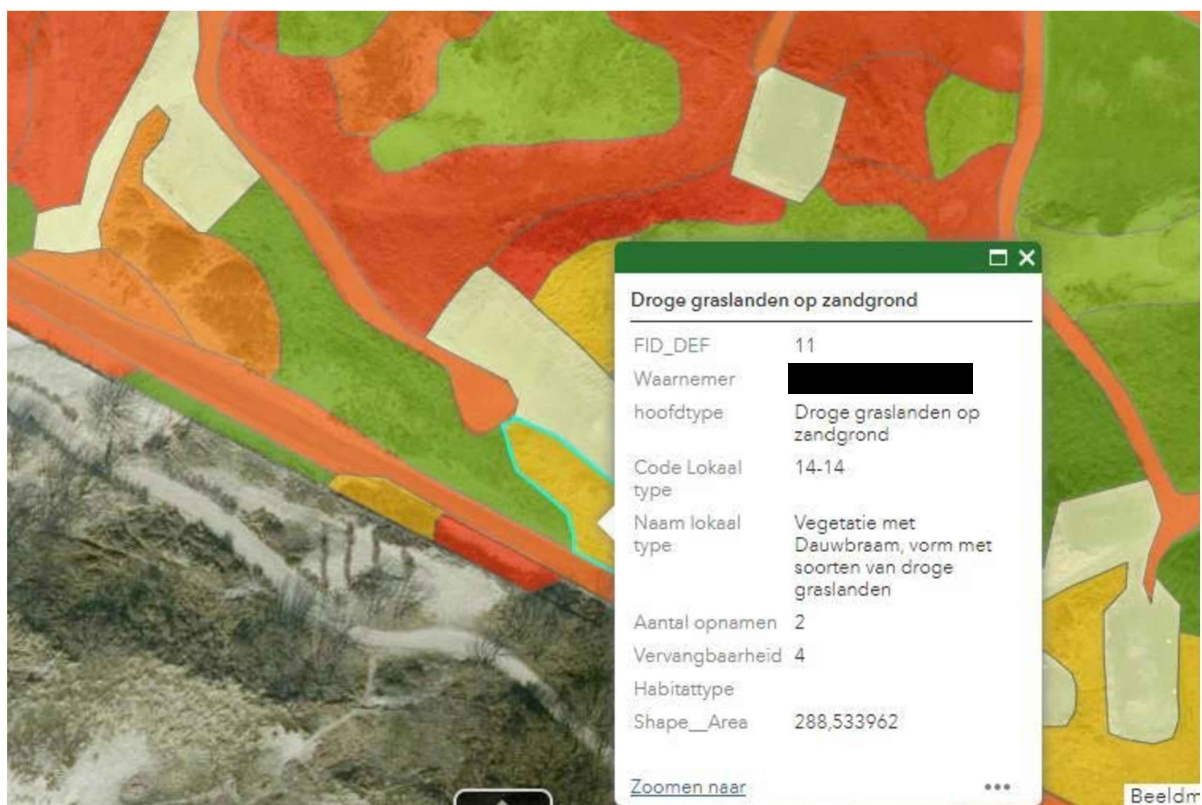 Droge graslanden op zandgrond
FID_DEF 11
Waarnemer
hoofdtype Droge graslanden op
zandgrond
Code Lokaal 14-14
type
Naam lokaal Vegetatie met
type Dauwbraam, vorm met
soorten van droge
graslanden
Aantal opnamen 2
Vervangbaarheid 4
Habitattype
Shape__Area 288,533962
Zoomen naar
Beeldm